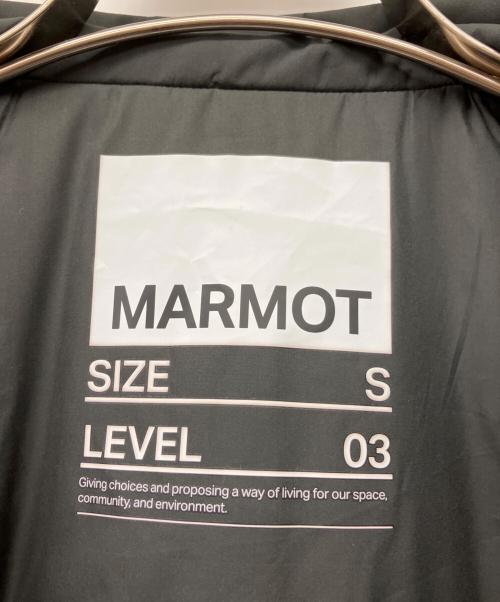 MARMOT
SIZE S
LEVEL 03
Giving choices and proposing a way of living for our space,
community, and environment.